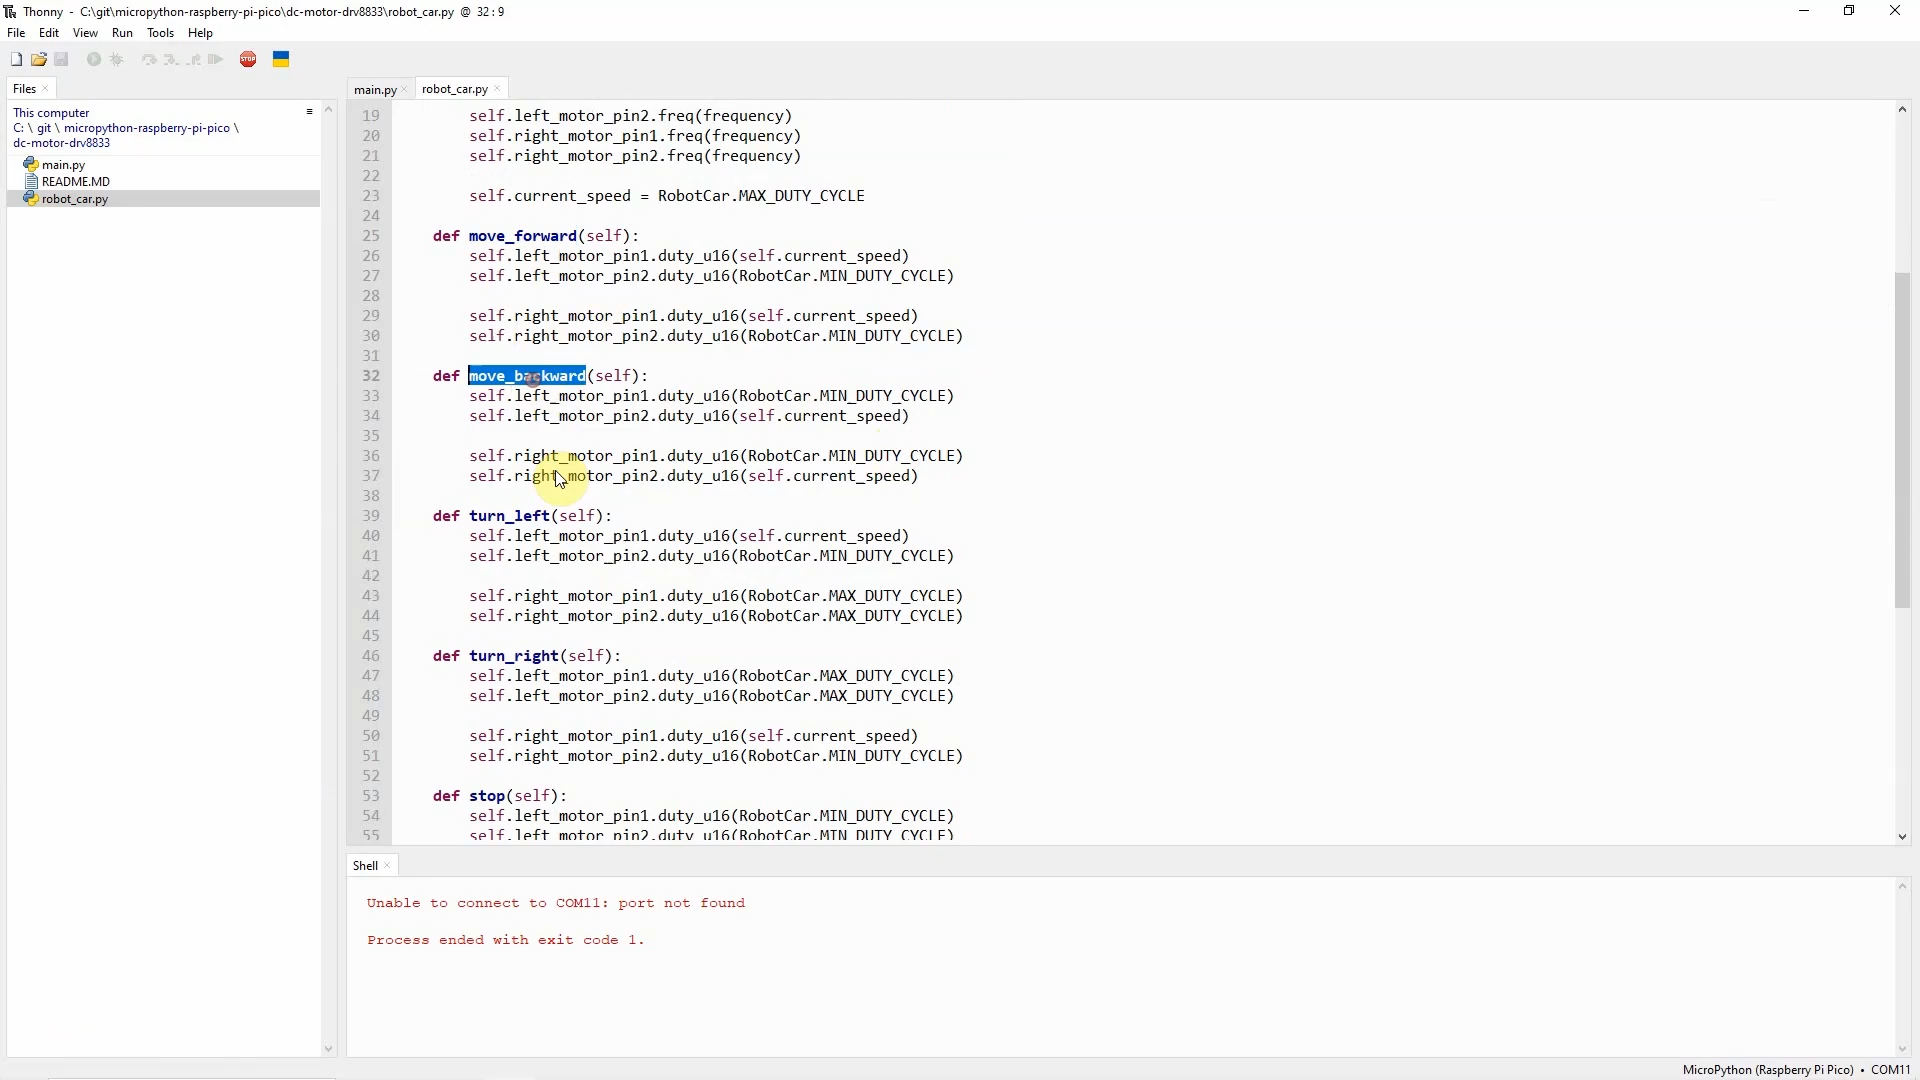 Thonny - C:\git\micropython-raspberry-pi-pico\dc-motor-drv8833\robot_car.py @ 32:9
File Edit View Run Tools Help
STOP
Files
This computer
C: \ git \ micropython-raspberry-pi-pico \
dc-motor-drv8833
main.py
README.MD
robot_car.py
main.py robot_car.py
19 self.left_motor_pin2.freq(frequency)
20 self.right_motor_pin1.freq(frequency)
21 self.right_motor_pin2.freq(frequency)
22
23 self.current_speed = RobotCar.MAX_DUTY_CYCLE
24
25 def move_forward(self):
26 self.left_motor_pin1.duty_u16(self.current_speed)
27 self.left_motor_pin2.duty_u16(RobotCar.MIN_DUTY_CYCLE)
28
29 self.right_motor_pin1.duty_u16(self.current_speed)
30 self.right_motor_pin2.duty_u16(RobotCar.MIN_DUTY_CYCLE)
31
32 def move_backward(self):
33 self.left_motor_pin1.duty_u16(RobotCar.MIN_DUTY_CYCLE)
34 self.left_motor_pin2.duty_u16(self.current_speed)
35
36 self.right_motor_pin1.duty_u16(RobotCar.MIN_DUTY_CYCLE)
37 self.right_motor_pin2.duty_u16(self.current_speed)
38
39 def turn_left(self):
40 self.left_motor_pin1.duty_u16(self.current_speed)
41 self.left_motor_pin2.duty_u16(RobotCar.MIN_DUTY_CYCLE)
42
43 self.right_motor_pin1.duty_u16(RobotCar.MAX_DUTY_CYCLE)
44 self.right_motor_pin2.duty_u16(RobotCar.MAX_DUTY_CYCLE)
45
46 def turn_right(self):
47 self.left_motor_pin1.duty_u16(RobotCar.MAX_DUTY_CYCLE)
48 self.left_motor_pin2.duty_u16(RobotCar.MAX_DUTY_CYCLE)
49
50 self.right_motor_pin1.duty_u16(self.current_speed)
51 self.right_motor_pin2.duty_u16(RobotCar.MIN_DUTY_CYCLE)
52
53 def stop(self):
54 self.left_motor_pin1.duty_u16(RobotCar.MIN_DUTY_CYCLE)
55 self.left_motor_pin2.duty_u16(RobotCar.MIN_DUTY_CYCLE)
Shell
Unable to connect to COM11: port not found
Process ended with exit code 1.
MicroPython (Raspberry Pi Pico) • COM11